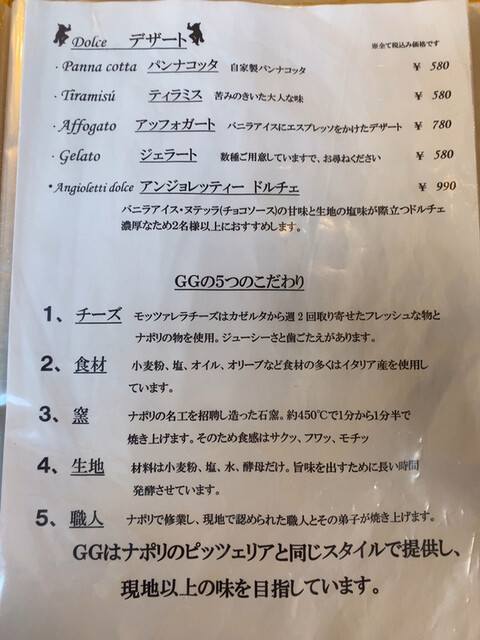 Dolce デザート ※全て税込み価格です
・Panna cotta パンナコッタ 自家製パンナコッタ ¥ 580
・Tiramisú ティラミス 苦みのきいた大人な味 ¥ 580
・Affogato アッフォガート バニラアイスにエスプレッソをかけたデザート ¥ 780
・Gelato ジェラート 数種ご用意していますで、お尋ねください ¥ 580
・Angioletti dolce アンジョレッティー ドルチェ ¥ 990
バニラアイス・ヌテッラ(チョコソース)の甘味と生地の塩味が際立つドルチェ
濃厚なため2名様以上におすすめします。
GGの5つのこだわり
1、 チーズ モッツァレラチーズはカゼルタから週2回取り寄せたフレッシュな物と
ナポリの物を使用。ジューシーさと歯ごたえがあります。
2、 食材 小麦粉、塩、オイル、オリーブなど食材の多くはイタリア産を使用し
ています。
3、 窯 ナポリの名工を招聘し造った石窯。約450℃で1分から1分半で
焼き上げます。そのため食感はサクッ、フワッ、モチッ
4、 生地 材料は小麦粉、塩、水、酵母だけ。旨味を出すために長い時間
発酵させています。
5、 職人 ナポリで修業し、現地で認められた職人とその弟子が焼き上げます。
GGはナポリのピッツェリアと同じスタイルで提供し、
現地以上の味を目指しています。